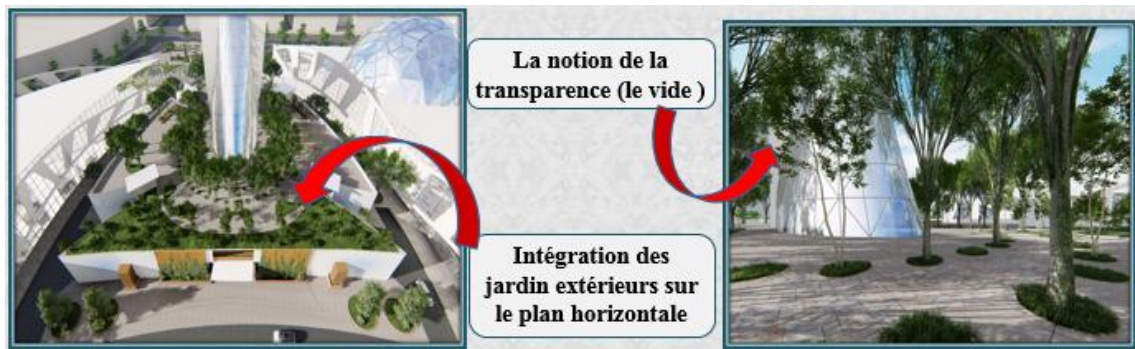 La notion de la
transparence (le vide )
Intégration des
jardin extérieurs sur
le plan horizontale